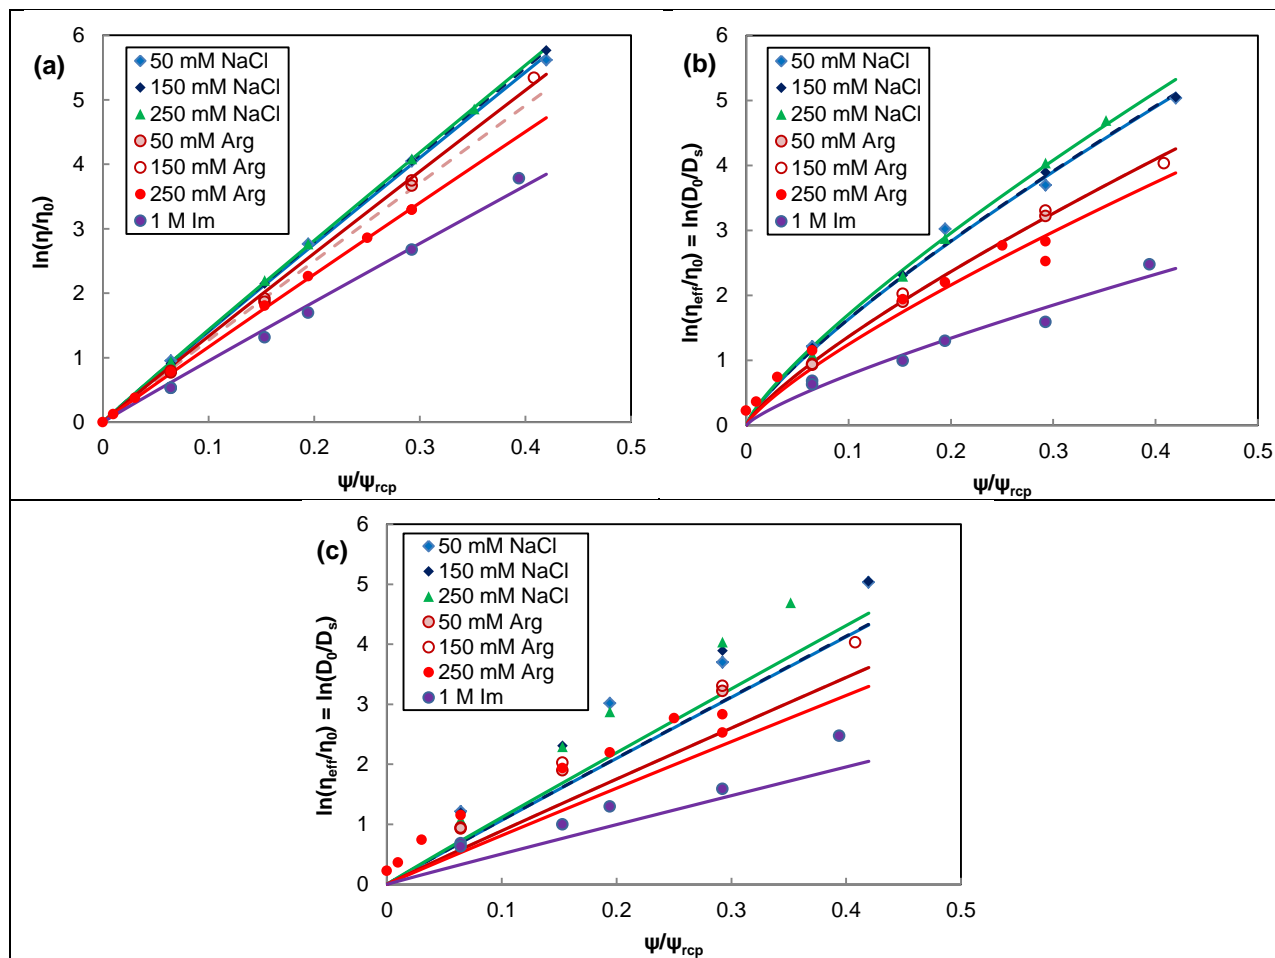 (a)
50 mM NaCl
150 mM NaCl
250 mM NaCl
50 mM Arg
150 mM Arg
250 mM Arg
1 M Im
ln(η/η0)
6
5
4
3
2
1
0
0
0.1
0.2
0.3
0.4
0.5
ψ/ψrcp
(b)
50 mM NaCl
150 mM NaCl
250 mM NaCl
50 mM Arg
150 mM Arg
250 mM Arg
1 M Im
ln(ηeff/η0) = ln(D0/Ds)
6
5
4
3
2
1
0
0
0.1
0.2
0.3
0.4
0.5
ψ/ψrcp
(c)
50 mM NaCl
150 mM NaCl
250 mM NaCl
50 mM Arg
150 mM Arg
250 mM Arg
1 M Im
ln(ηeff/η0) = ln(D0/Ds)
6
5
4
3
2
1
0
0
0.1
0.2
0.3
0.4
0.5
ψ/ψrcp